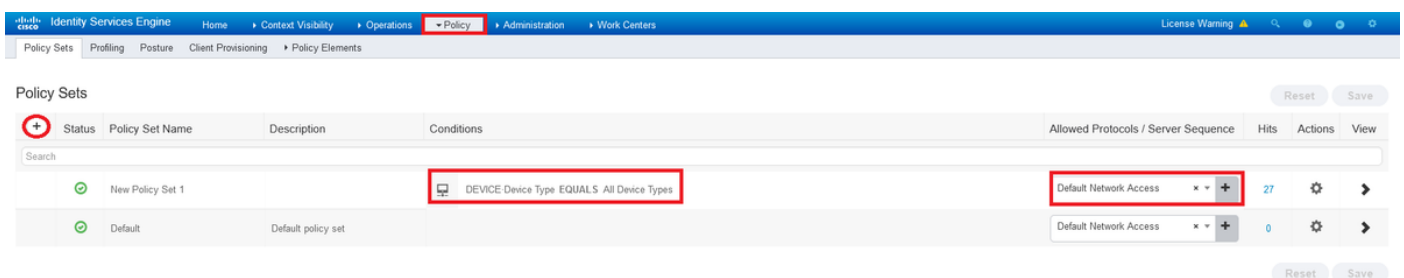 cisco Identity Services Engine Home Context Visibility Operations Policy Administration Work Centers License Warning
Policy Sets Profiling Posture Client Provisioning Policy Elements
Policy Sets
Reset Save
+ Status Policy Set Name Description Conditions Allowed Protocols / Server Sequence Hits Actions View
Search
New Policy Set 1 DEVICE Device Type EQUALS All Device Types Default Network Access × + 27
Default Default policy set Default Network Access × + 0
Reset Save